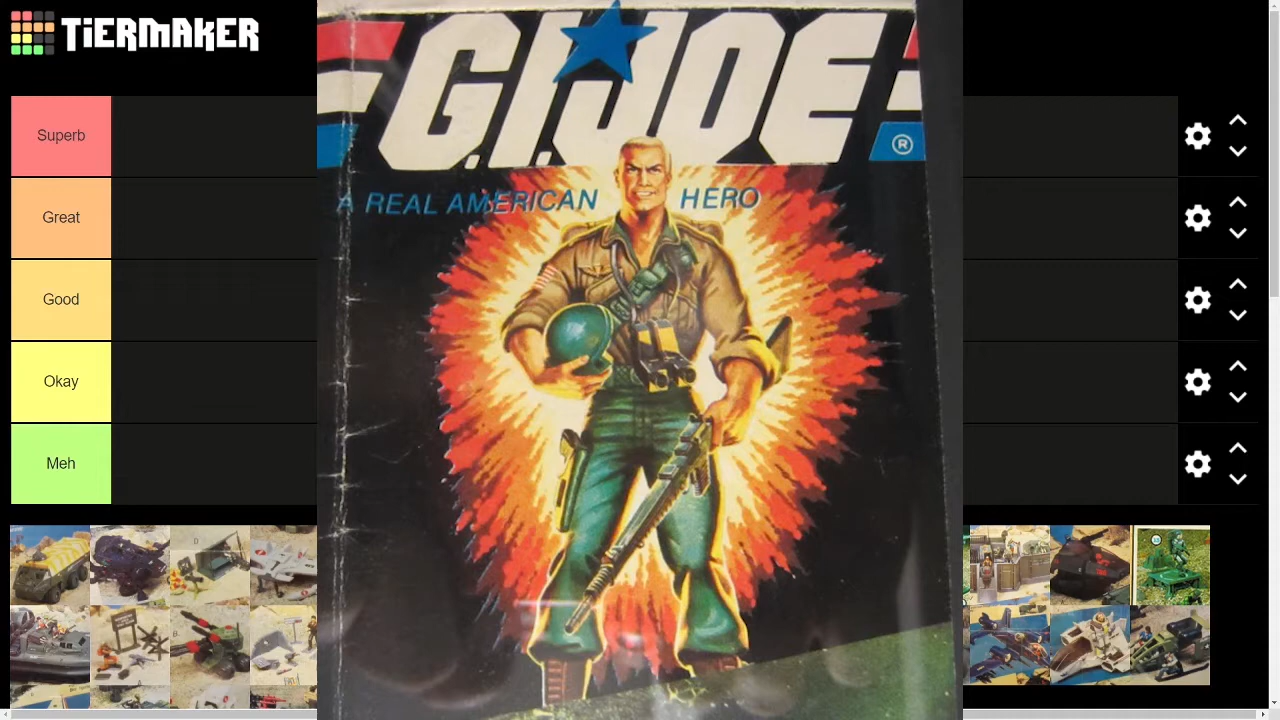 TiERMAKER
G.I. JOE
®
A REAL AMERICAN HERO
Superb
Great
Good
Okay
Meh